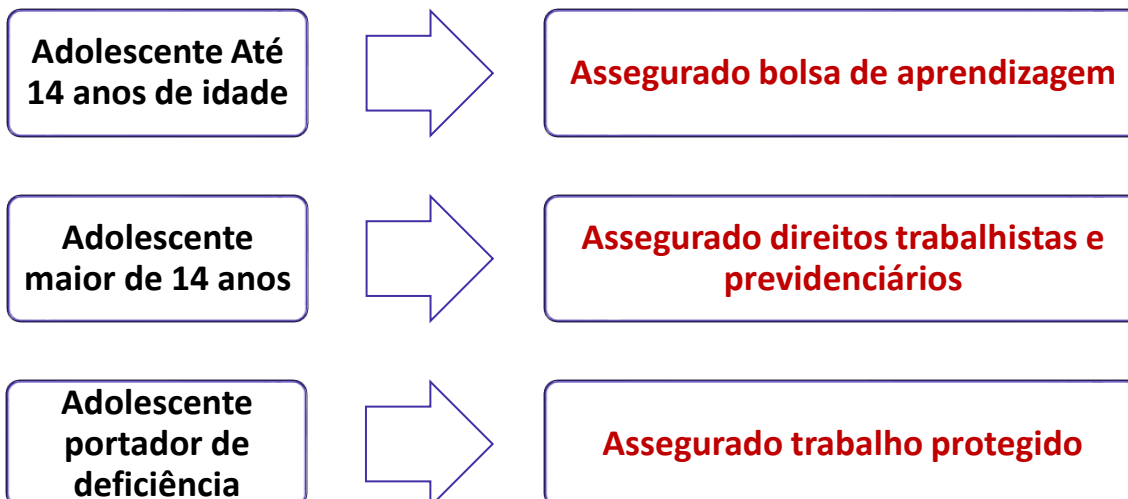 Adolescente Até
14 anos de idade
Assegurado bolsa de aprendizagem
Adolescente
maior de 14 anos
Assegurado direitos trabalhistas e
previdenciários
Adolescente
portador de
deficiência
Assegurado trabalho protegido